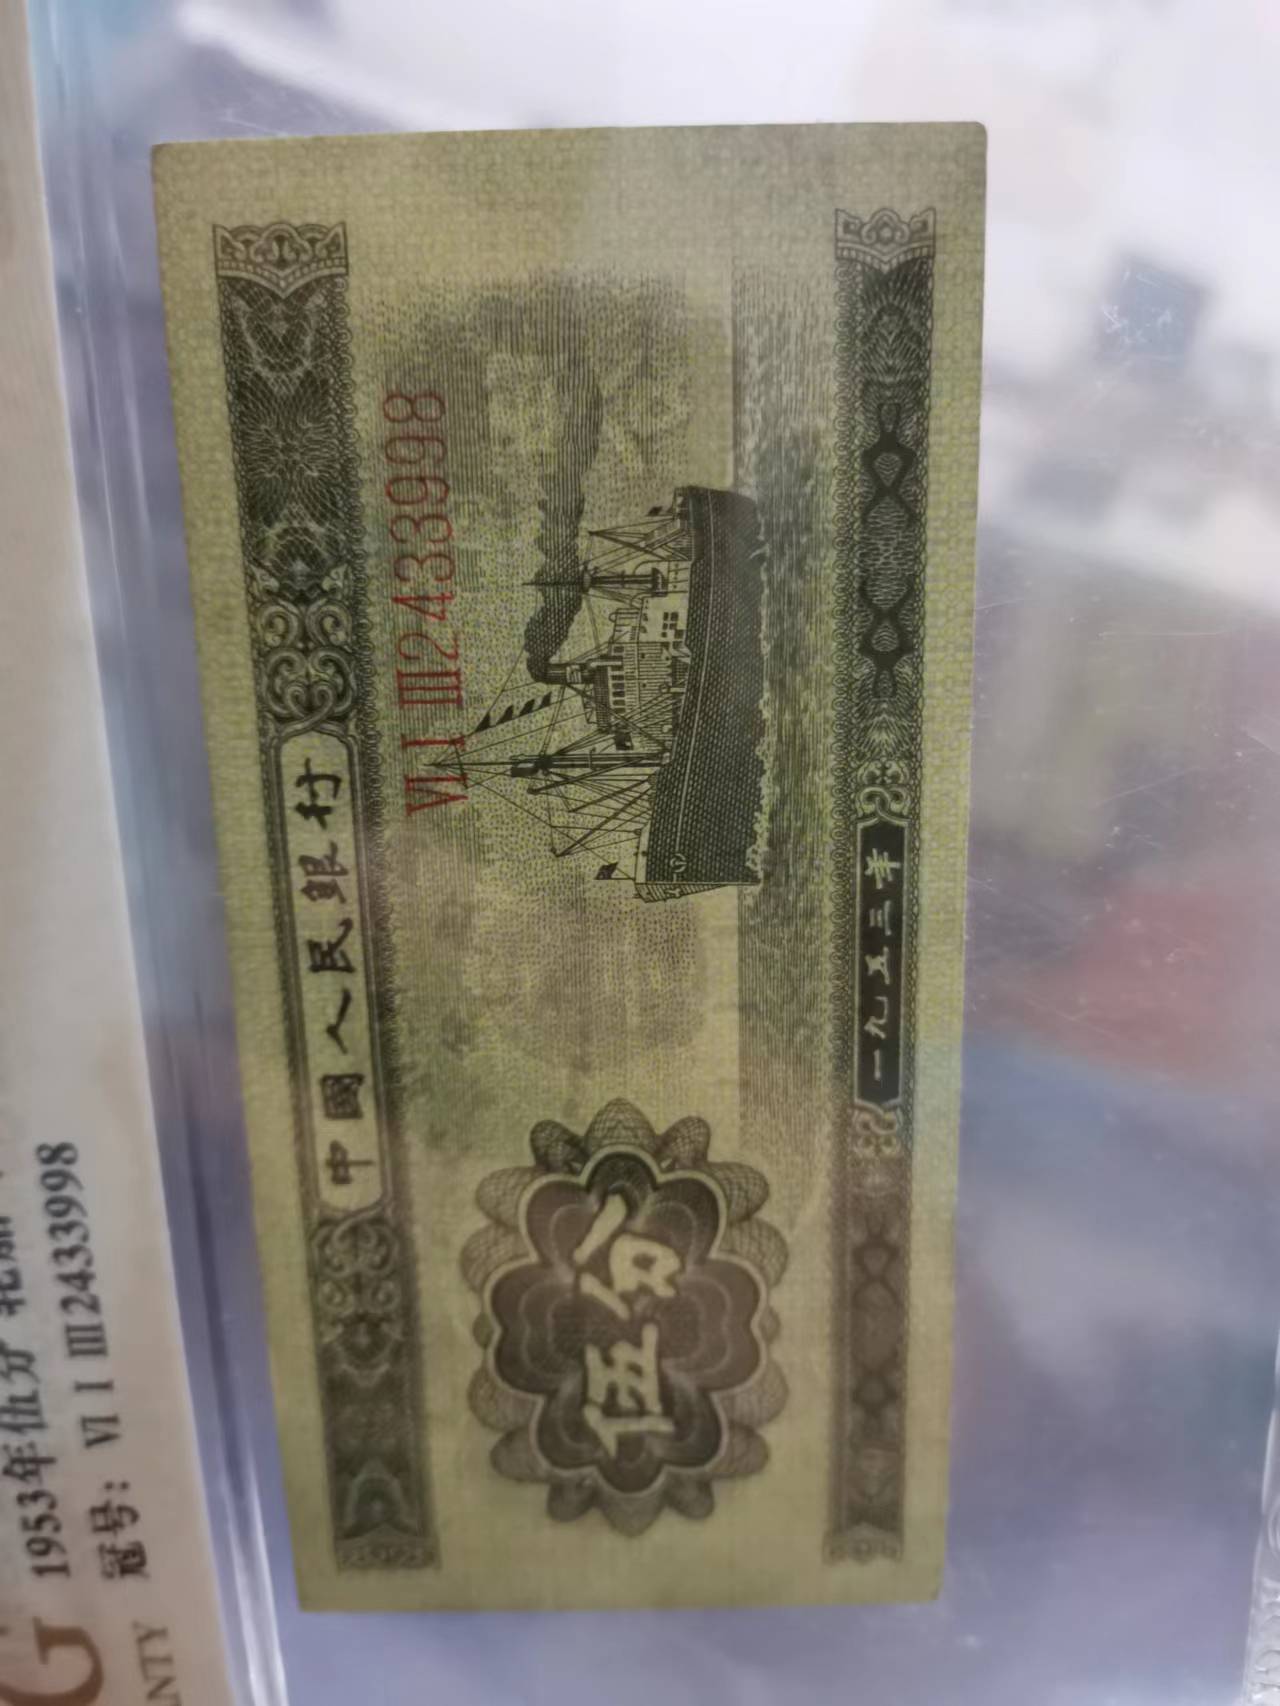 1953年伍分
冠号: VI I III 2433998
中國人民銀行
VI I III 2433998
伍分
一九五三年